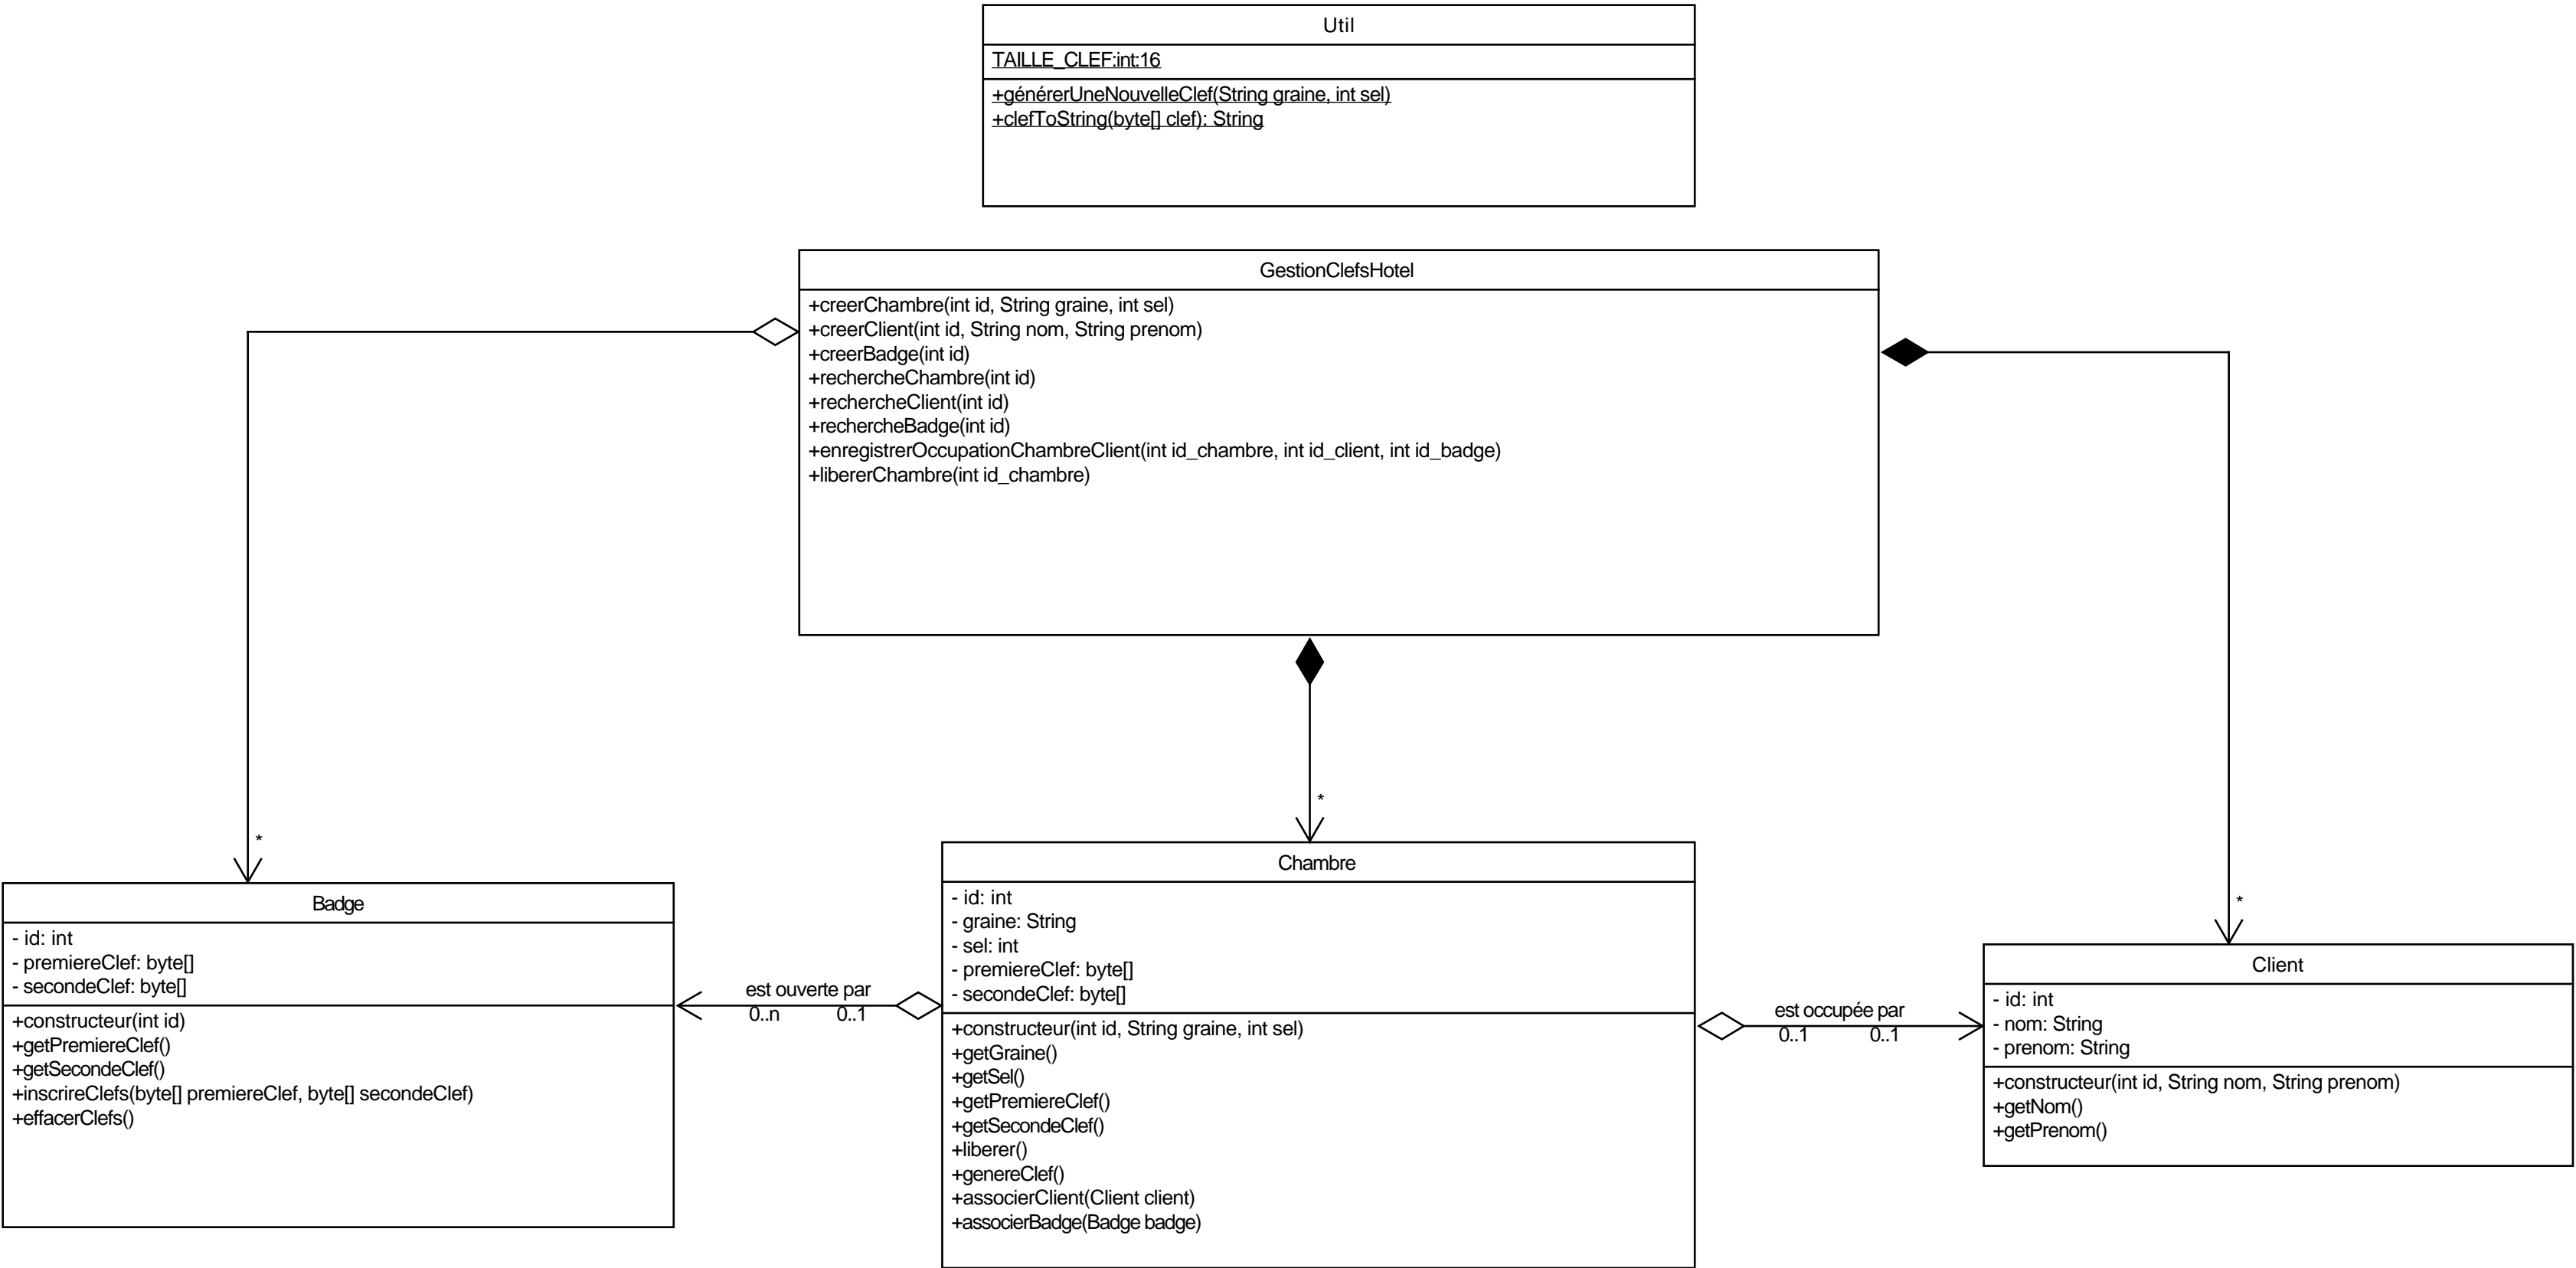 Util
TAILLE_CLEF:int:16
+générerUneNouvelleClef(String graine, int sel)
+clefToString(byte[] clef): String
GestionClefsHotel
+creerChambre(int id, String graine, int sel)
+creerClient(int id, String nom, String prenom)
+creerBadge(int id)
+rechercheChambre(int id)
+rechercheClient(int id)
+rechercheBadge(int id)
+enregistrerOccupationChambreClient(int id_chambre, int id_client, int id_badge)
+libererChambre(int id_chambre)
*
*
*
Badge
- id: int
- premiereClef: byte[]
- secondeClef: byte[]
+constructeur(int id)
+getPremiereClef()
+getSecondeClef()
+inscrireClefs(byte[] premiereClef, byte[] secondeClef)
+effacerClefs()
est ouverte par
0..n 0..1
Chambre
- id: int
- graine: String
- sel: int
- premiereClef: byte[]
- secondeClef: byte[]
+constructeur(int id, String graine, int sel)
+getGraine()
+getSel()
+getPremiereClef()
+getSecondeClef()
+liberer()
+genereClef()
+associerClient(Client client)
+associerBadge(Badge badge)
est occupée par
0..1 0..1
Client
- id: int
- nom: String
- prenom: String
+constructeur(int id, String nom, String prenom)
+getNom()
+getPrenom()